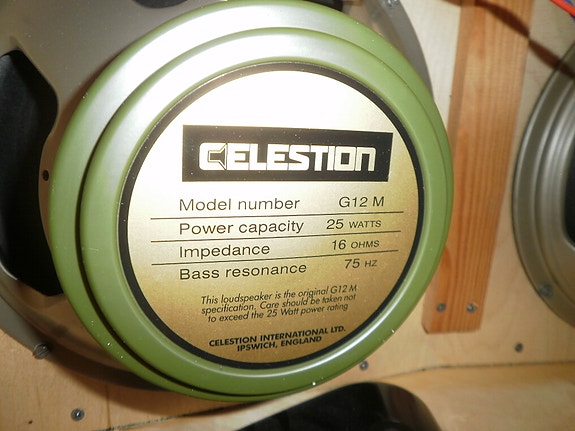 CELESTION
Model number G12 M
Power capacity 25 WATTS
Impedance 16 OHMS
Bass resonance 75 HZ
This loudspeaker is the original G12 M
specification. Care should be taken not
to exceed the 25 Watt power rating
CELESTION INTERNATIONAL LTD.
IPSWICH, ENGLAND